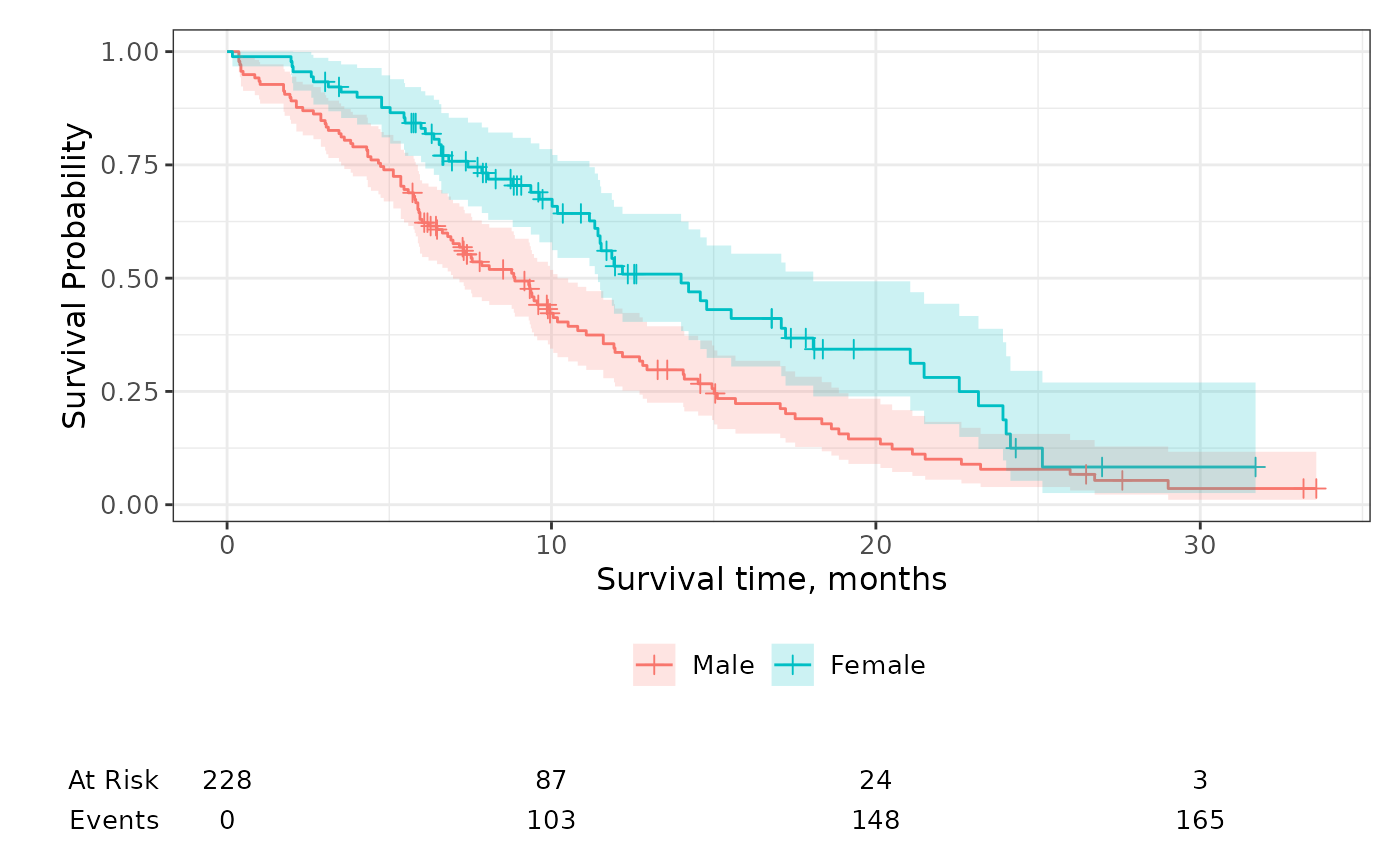 1.00
0.75
0.50
0.25
0.00
Survival Probability
0 10 20 30
Survival time, months
Male Female
At Risk 228 87 24 3
Events 0 103 148 165